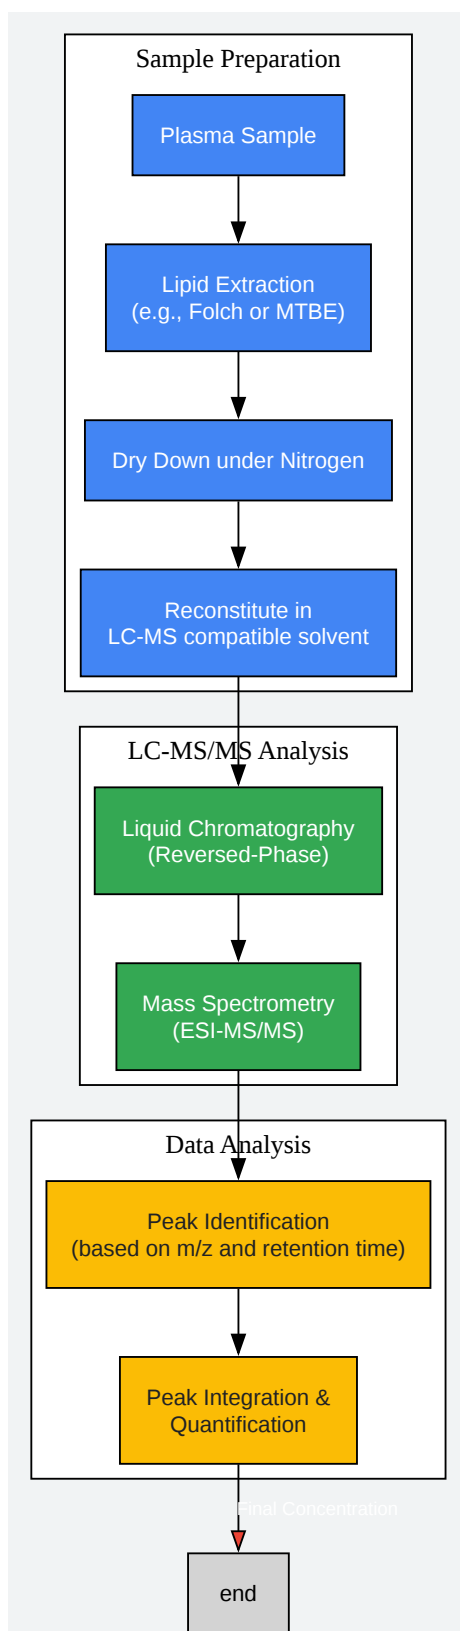 Sample Preparation
Plasma Sample
Lipid Extraction
(e.g., Folch or MTBE)
Dry Down under Nitrogen
Reconstitute in
LC-MS compatible solvent
LC-MS/MS Analysis
Liquid Chromatography
(Reversed-Phase)
Mass Spectrometry
(ESI-MS/MS)
Data Analysis
Peak Identification
(based on m/z and retention time)
Peak Integration &
Quantification
Final Concentration
end